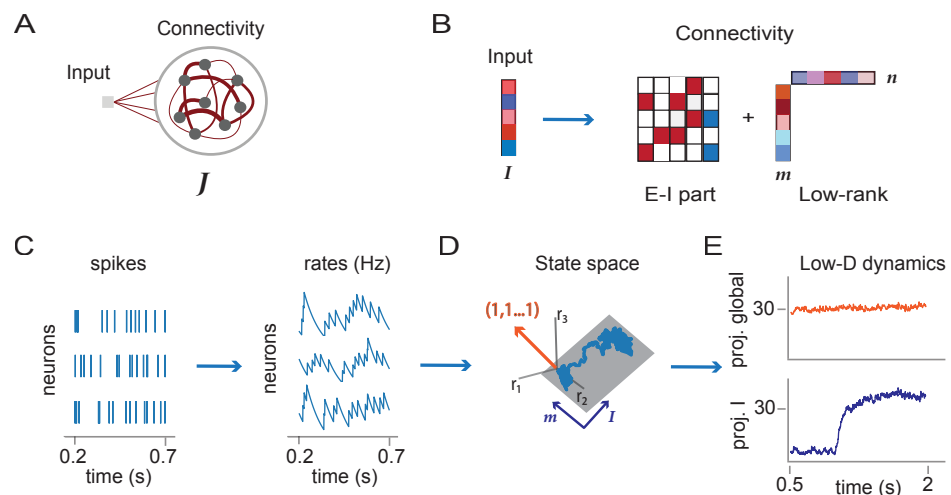 A
Connectivity
Input
J
B
Connectivity
Input
I
+
n
m
E-I part
Low-rank
C
spikes
neurons
0.2
0.7
time (s)
rates (Hz)
neurons
0.2
0.7
time (s)
D
State space
(1,1...1)
r3
r1
r2
m
I
E
Low-D dynamics
proj. global
30
proj. I
30
0.5
2
time (s)